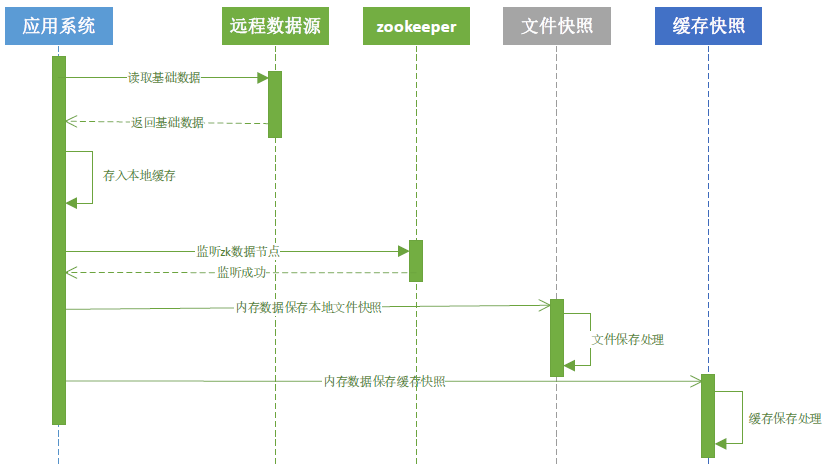 应用系统
远程数据源
zookeeper
文件快照
缓存快照
读取基础数据
返回基础数据
存入本地缓存
监听zk数据节点
监听成功
内存数据保存本地文件快照
文件保存处理
内存数据保存缓存快照
缓存保存处理